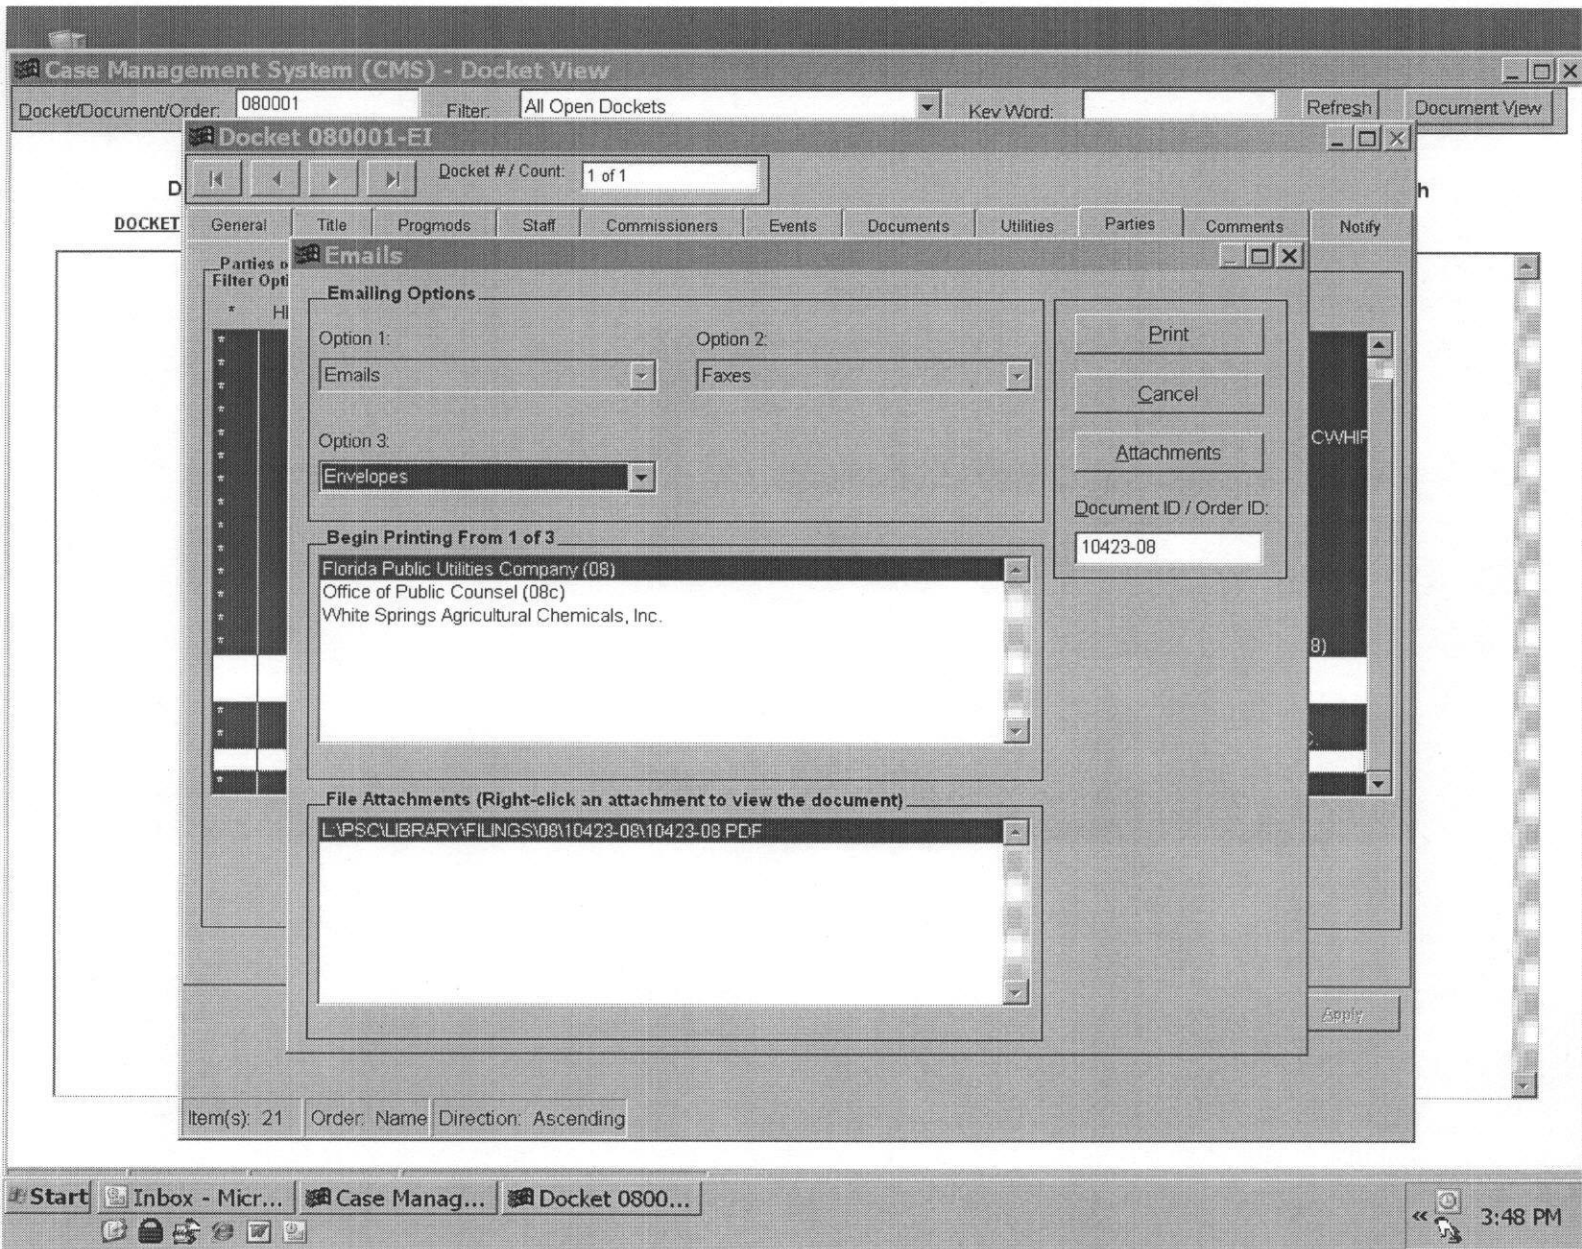 Case Management System (CMS) - Docket View
Docket/Document/Order: 080001 Filter: All Open Dockets Key Word: Refresh Document View
Docket 080001-EI
Docket # / Count: 1 of 1
D h
DOCKET General Title Progmods Staff Commissioners Events Documents Utilities Parties Comments Notify
Parties o
Filter Opti
* HI
Emails
Emailing Options
Option 1: Option 2:
Emails Faxes
Option 3:
Envelopes
Print
Cancel
Attachments
Document ID / Order ID:
10423-08
CWHIP
8)
Begin Printing From 1 of 3
Florida Public Utilities Company (08)
Office of Public Counsel (08c)
White Springs Agricultural Chemicals, Inc.
File Attachments (Right-click an attachment to view the document)
L:\PSC\LIBRARY\FILINGS\08\10423-08\10423-08.PDF
Apply
Item(s): 21 Order: Name Direction: Ascending
Start Inbox - Micr... Case Manag... Docket 0800...
« 3:48 PM